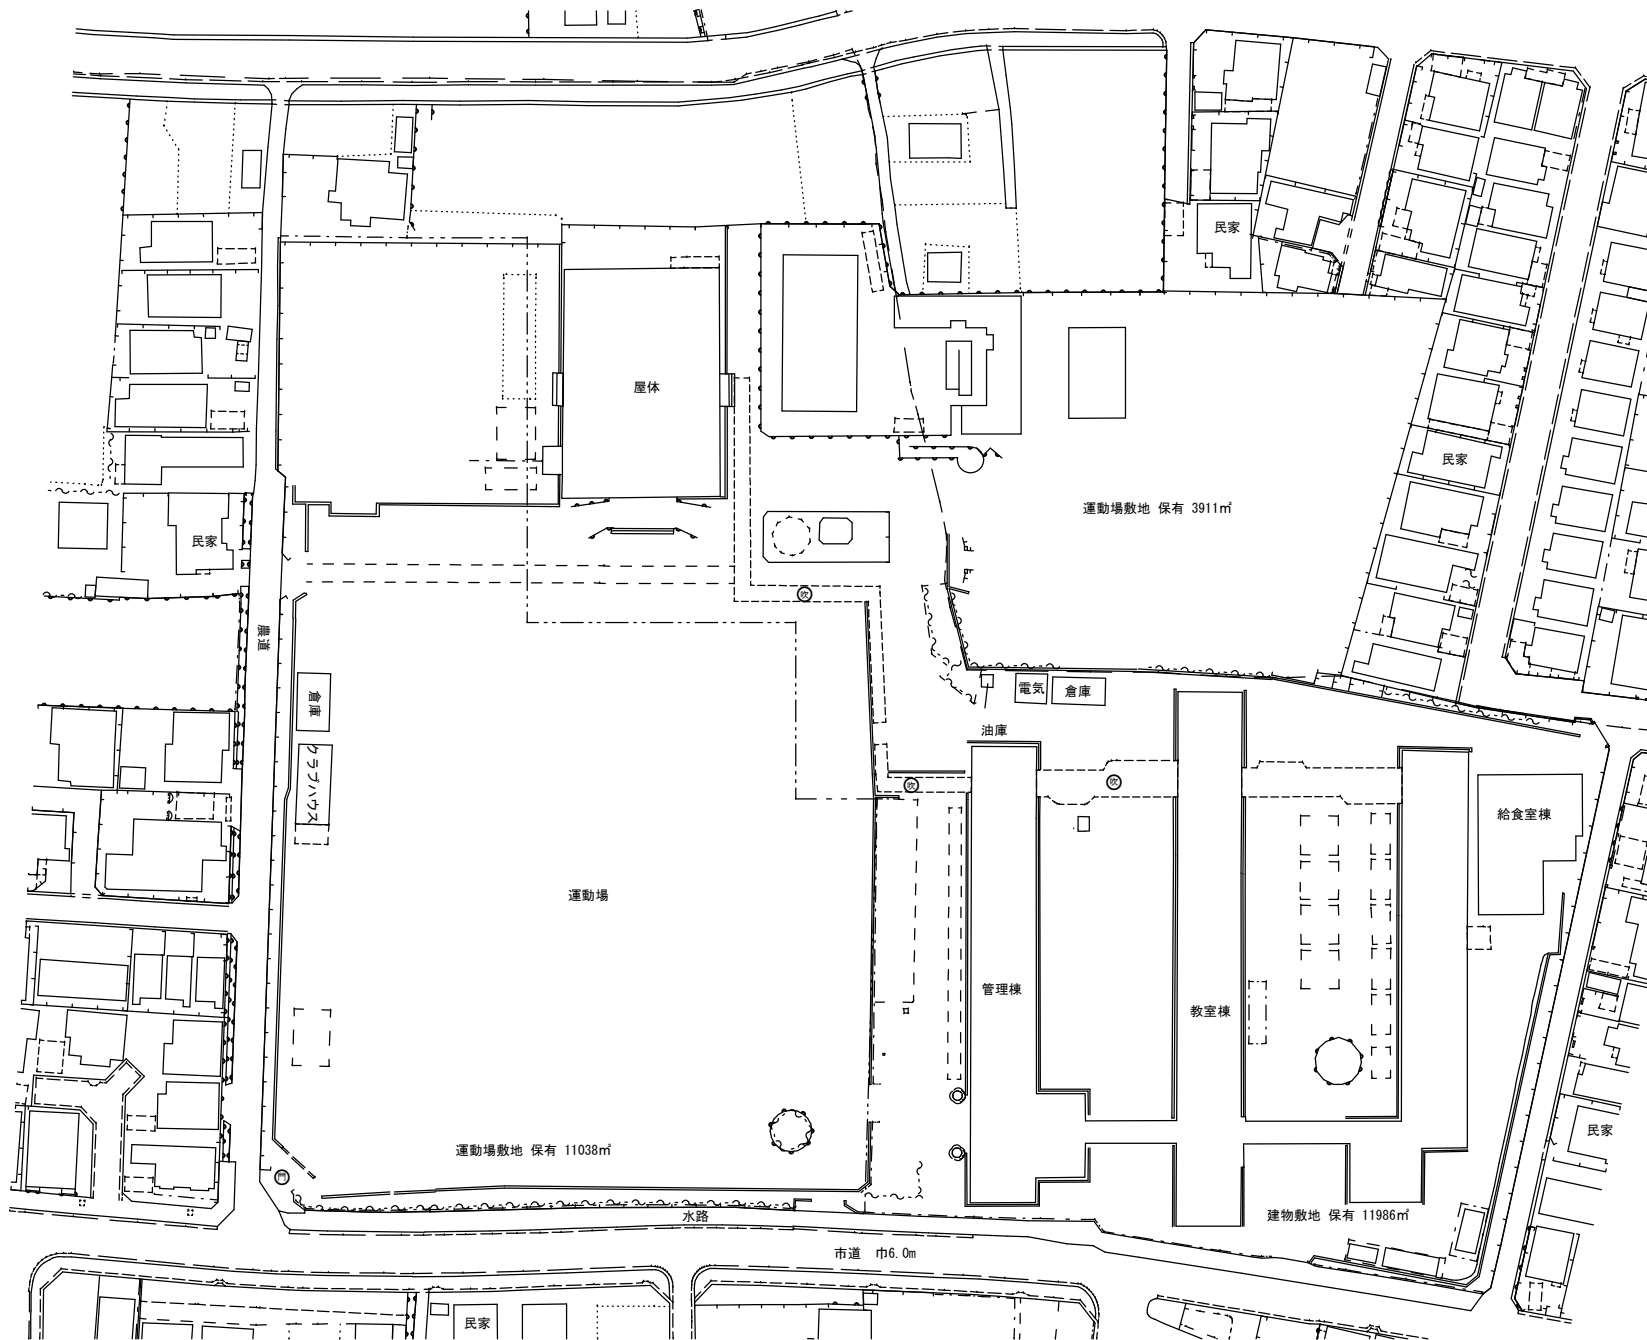 民家
屋体
民家
運動場敷地 保有 3911㎡
民家
吹
農道
倉庫
電気
倉庫
油庫
クラブハウス
吹
吹
給食室棟
運動場
管理棟
教室棟
民家
運動場敷地 保有 11038㎡
門
水路
建物敷地 保有 11986㎡
市道 巾6.0m
民家